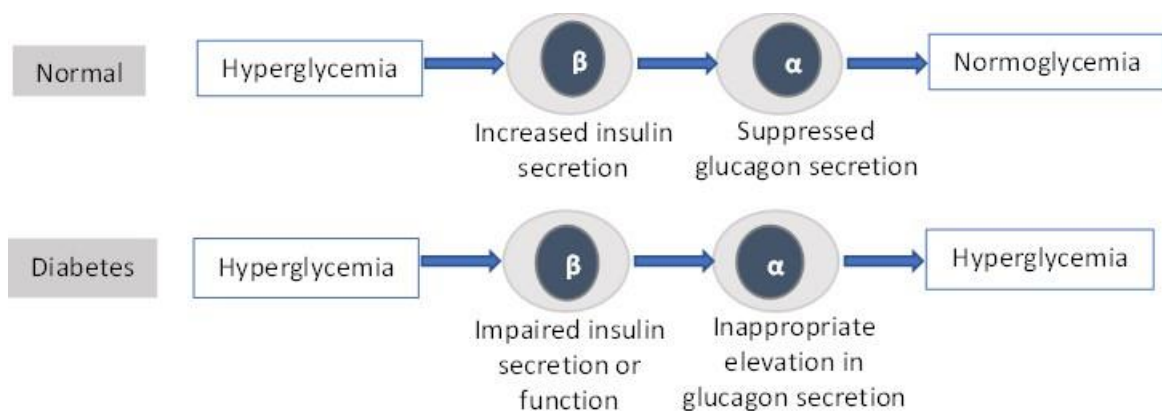 Normal
Hyperglycemia
β
α
Normoglycemia
Increased insulin
secretion
Suppressed
glucagon secretion
Diabetes
Hyperglycemia
β
α
Hyperglycemia
Impaired insulin
secretion or
function
Inappropriate
elevation in
glucagon secretion